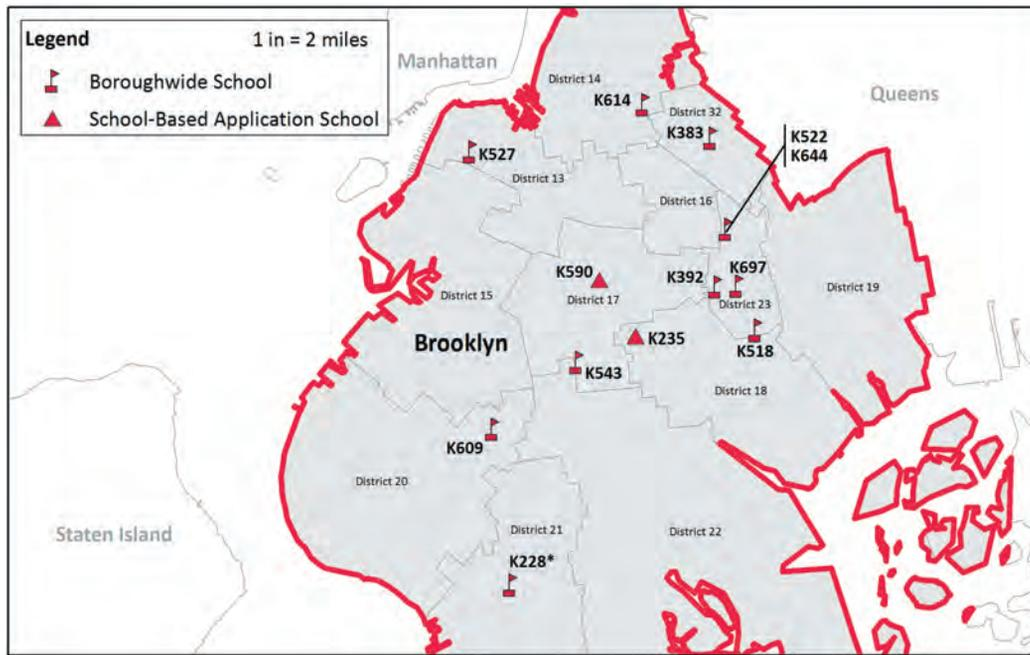 Legend 1 in = 2 miles
Boroughwide School
School-Based Application School
Manhattan
Queens
District 14
K614
District 32
K383
K522
K644
K527
District 13
District 16
K590
District 17
K392
K697
District 23
District 19
District 15
Brooklyn
K235
K518
K543
District 18
K609
District 20
District 21
District 22
Staten Island
K228*